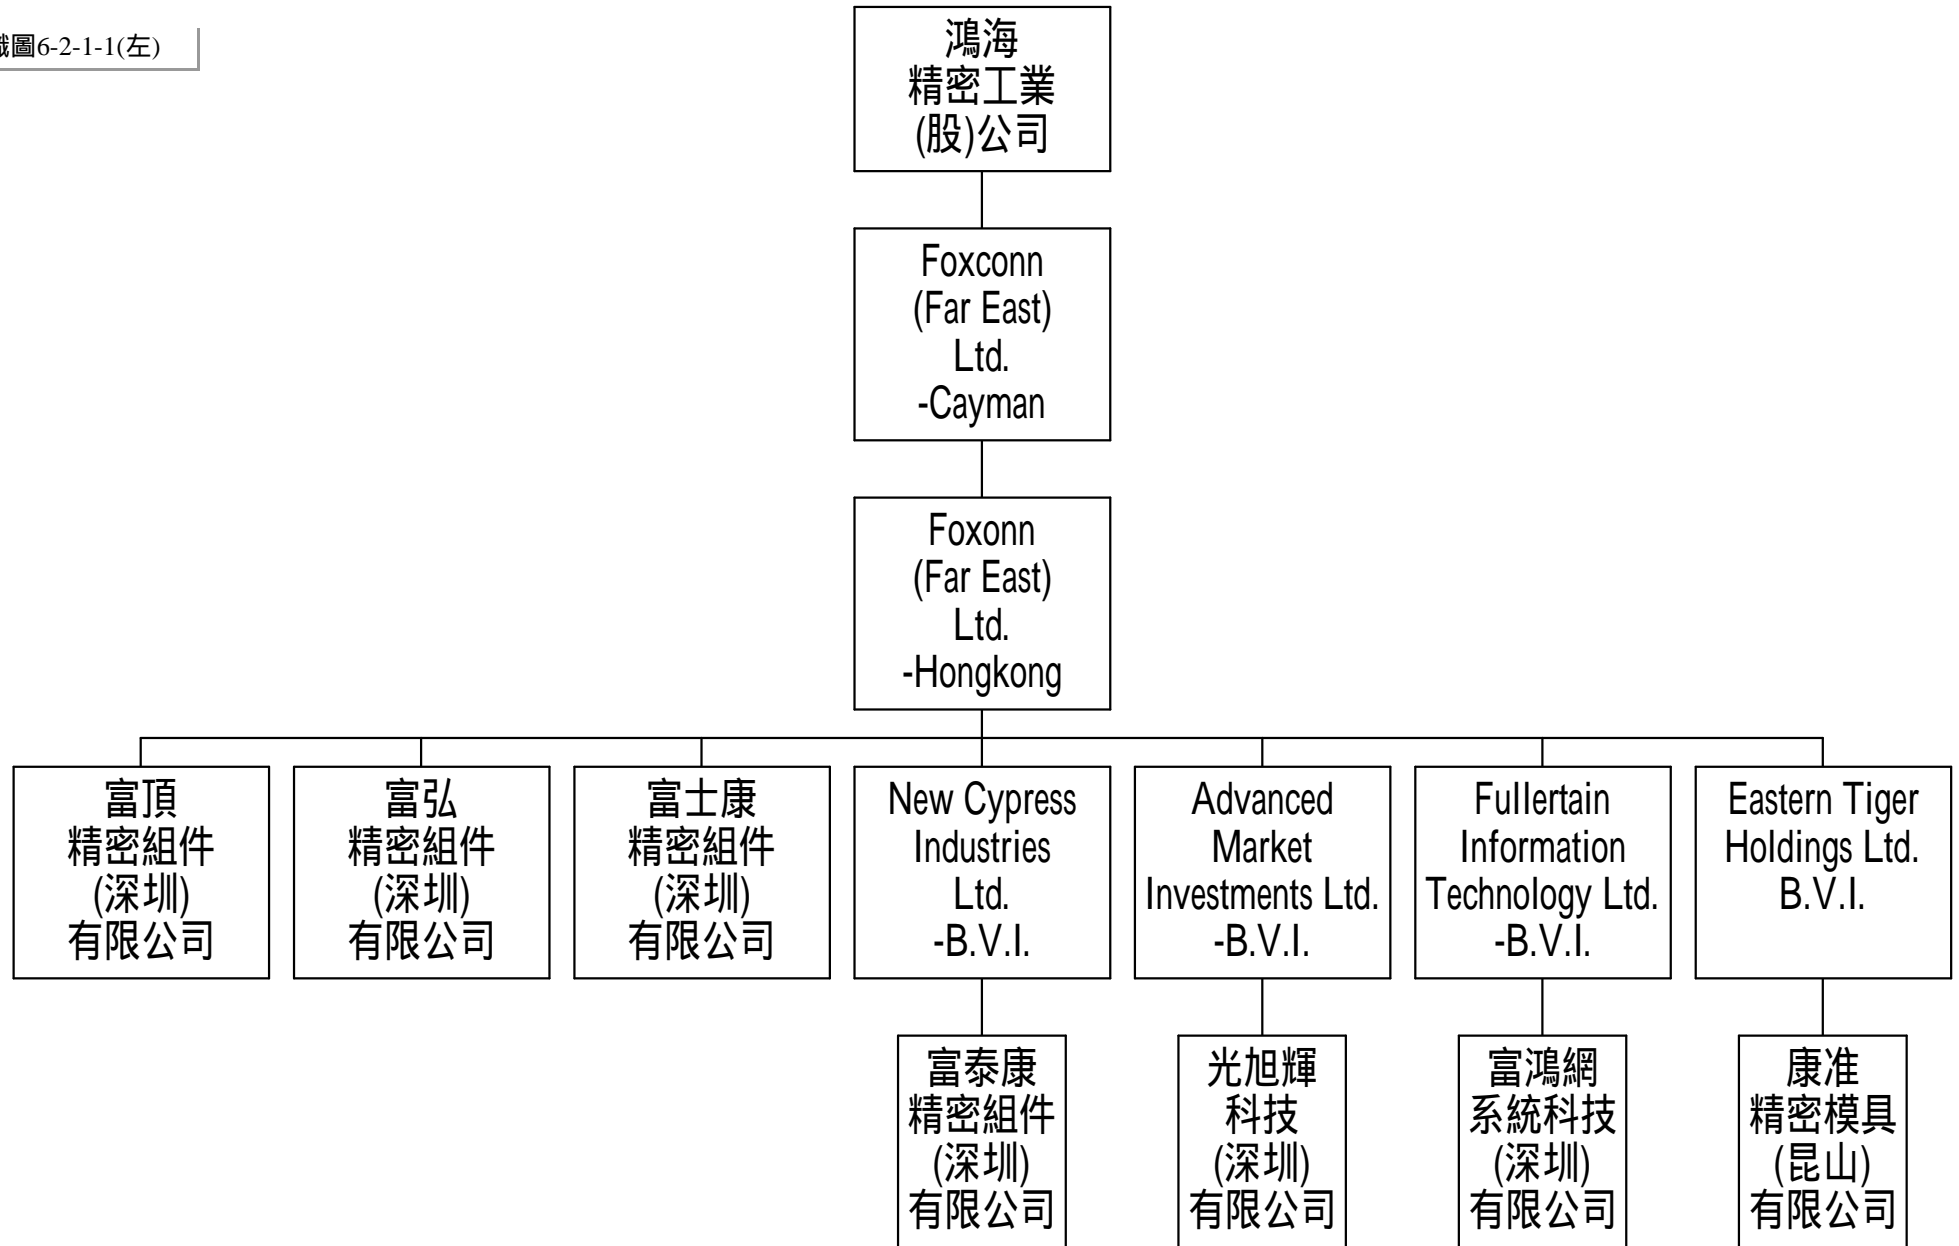 織圖6-2-1-1(左)
鴻海
精密工業
(股)公司
Foxconn
(Far East)
Ltd.
-Cayman
Foxonn
(Far East)
Ltd.
-Hongkong
富頂
精密組件
(深圳)
有限公司
富弘
精密組件
(深圳)
有限公司
富士康
精密組件
(深圳)
有限公司
New Cypress
Industries
Ltd.
-B.V.I.
Advanced
Market
Investments Ltd.
-B.V.I.
Fullertain
Information
Technology Ltd.
-B.V.I.
Eastern Tiger
Holdings Ltd.
B.V.I.
富泰康
精密組件
(深圳)
有限公司
光旭輝
科技
(深圳)
有限公司
富鴻網
系統科技
(深圳)
有限公司
康准
精密模具
(昆山)
有限公司